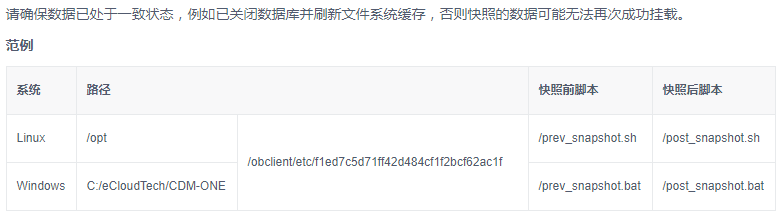 请确保数据已处于一致状态，例如已关闭数据库并刷新文件系统缓存，否则快照的数据可能无法再次成功挂载。
范例
系统 路径 快照前脚本 快照后脚本
Linux /opt /obclient/etc/f1ed7c5d71ff42d484cf1f2bcf62ac1f /prev_snapshot.sh /post_snapshot.sh
Windows C:/eCloudTech/CDM-ONE /prev_snapshot.bat /post_snapshot.bat